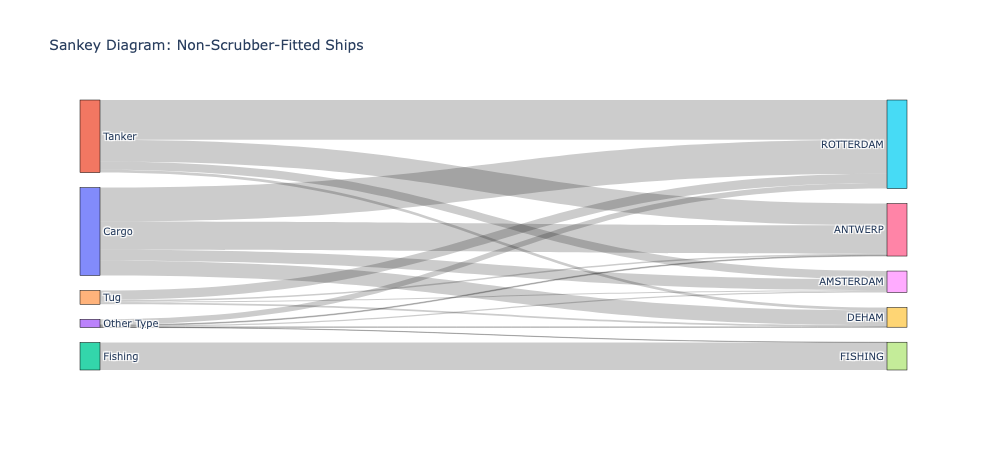 Sankey Diagram: Non-Scrubber-Fitted Ships
Tanker
ROTTERDAM
Cargo
ANTWERP
AMSTERDAM
Tug
DEHAM
Other Type
Fishing
FISHING